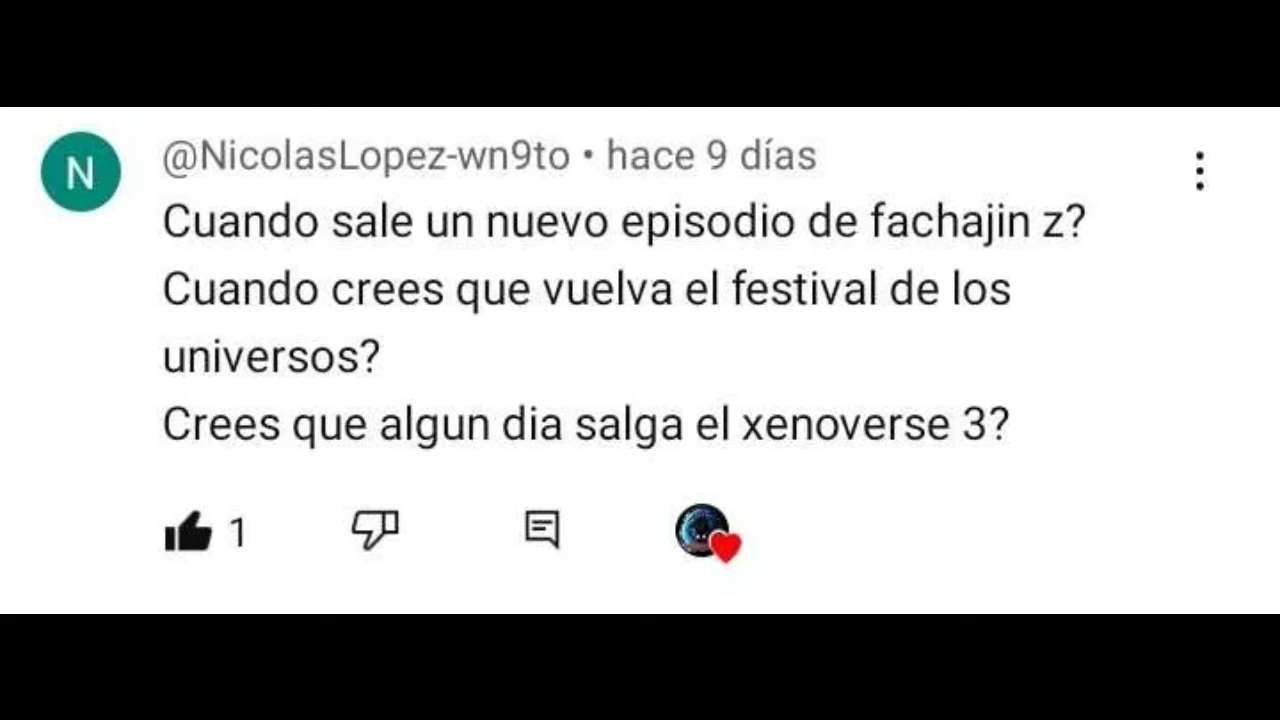 N
@NicolasLopez-wn9to • hace 9 días
Cuando sale un nuevo episodio de fachajin z?
Cuando crees que vuelva el festival de los
universos?
Crees que algun dia salga el xenoverse 3?
1